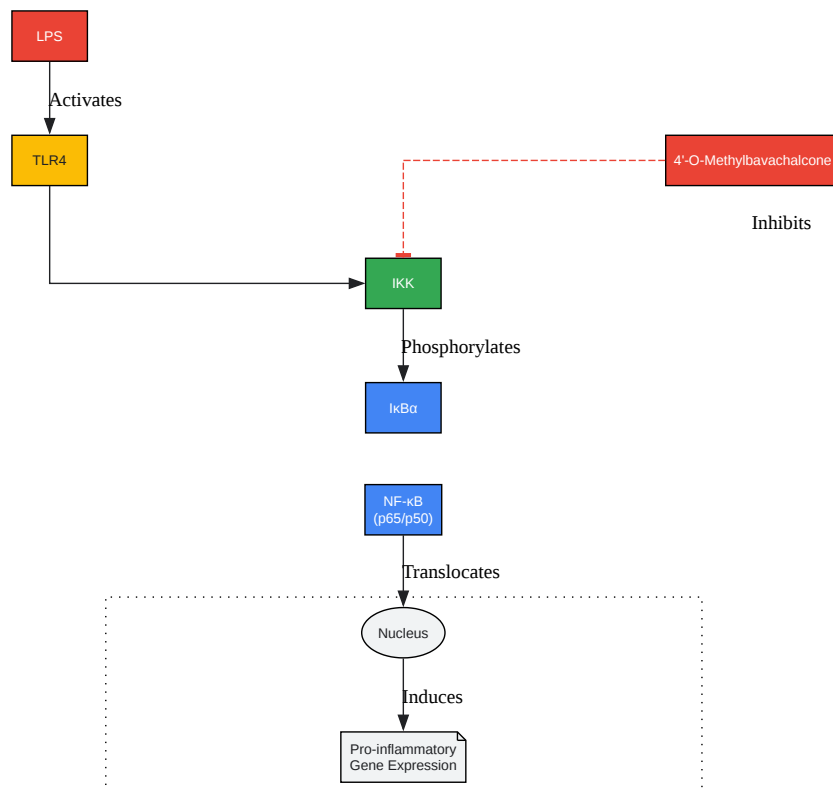 LPS
Activates
TLR4
4'-O-Methylbavachalcone
Inhibits
IKK
Phosphorylates
IκBα
NF-κB
(p65/p50)
Translocates
Nucleus
Induces
Pro-inflammatory
Gene Expression